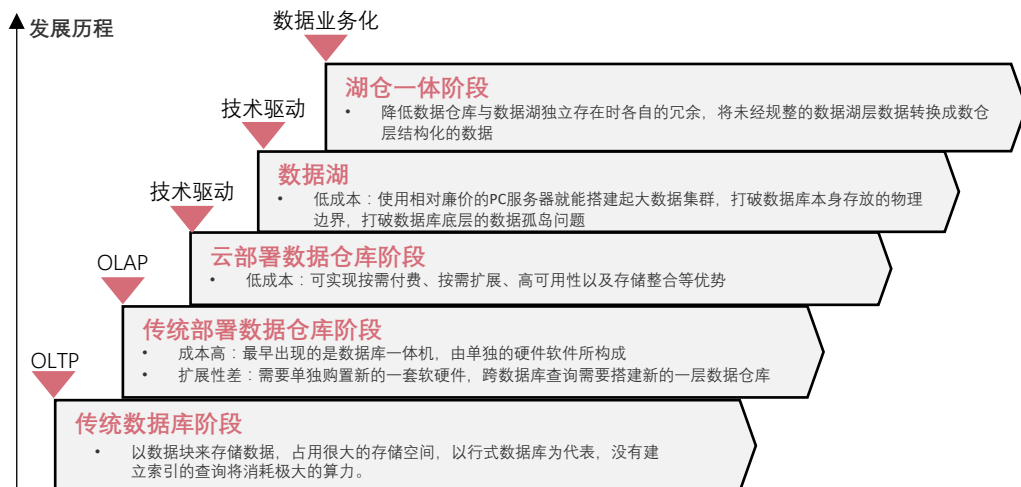 发展历程
数据业务化
湖仓一体阶段
• 降低数据仓库与数据湖独立存在时各自的冗余，将未经规整的数据湖层数据转换成数仓
层结构化的数据
技术驱动
数据湖
• 低成本：使用相对廉价的PC服务器就能搭建起大数据集群，打破数据库本身存放的物理
边界，打破数据库底层的数据孤岛问题
技术驱动
云部署数据仓库阶段
• 低成本：可实现按需付费、按需扩展、高可用性以及存储整合等优势
OLAP
传统部署数据仓库阶段
• 成本高：最早出现的是数据库一体机，由单独的硬件软件所构成
• 扩展性差：需要单独购置新的一套软硬件，跨数据库查询需要搭建新的一层数据仓库
OLTP
传统数据库阶段
• 以数据块来存储数据，占用很大的存储空间，以行式数据库为代表，没有建
立索引的查询将消耗极大的算力。